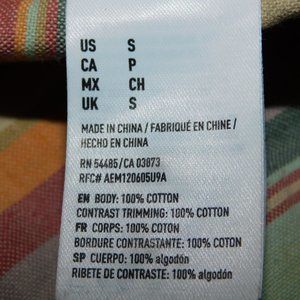 US S
CA P
MX CH
UK S
MADE IN CHINA / FABRIQUÉ EN CHINE /
HECHO EN CHINA
RN 54485/CA 03873
RFC# AEM120605U9A
EN BODY: 100% COTTON
CONTRAST TRIMMING: 100% COTTON
FR CORPS: 100% COTON
BORDURE CONTRASTANTE: 100% COTON
SP CUERPO: 100% algodón
RIBETE DE CONTRASTE: 100% algodón